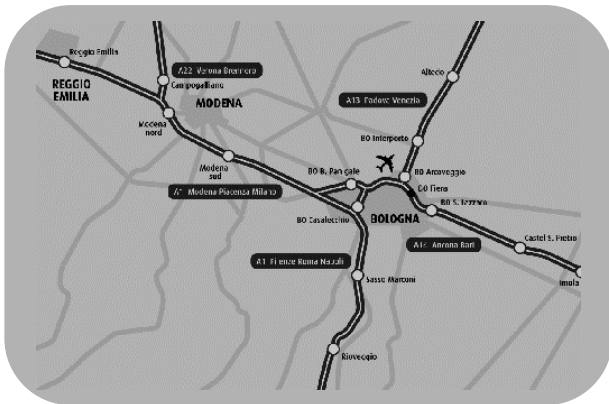 Reggio Emilia
REGGIO
EMILIA
A22 Verona Brennero
Campogalliano
MODENA
Modena
nord
Modena
sud
A1 Modena Piacenza Milano
Altedo
A13 Padova Venezia
BO Interporto
BO B. Panigale
BO Arcoveggio
BO Fiera
BO S. Lazzaro
BO Casalecchio
BOLOGNA
A14 Ancona Bari
Castel S. Pietro
Imola
A1 Firenze Roma Napoli
Sasso Marconi
Rioveggio